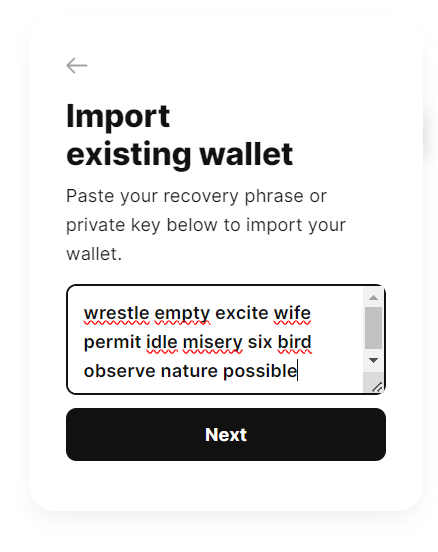 Import
existing wallet
Paste your recovery phrase or
private key below to import your
wallet.
wrestle empty excite wife
permit idle misery six bird
observe nature possible
Next